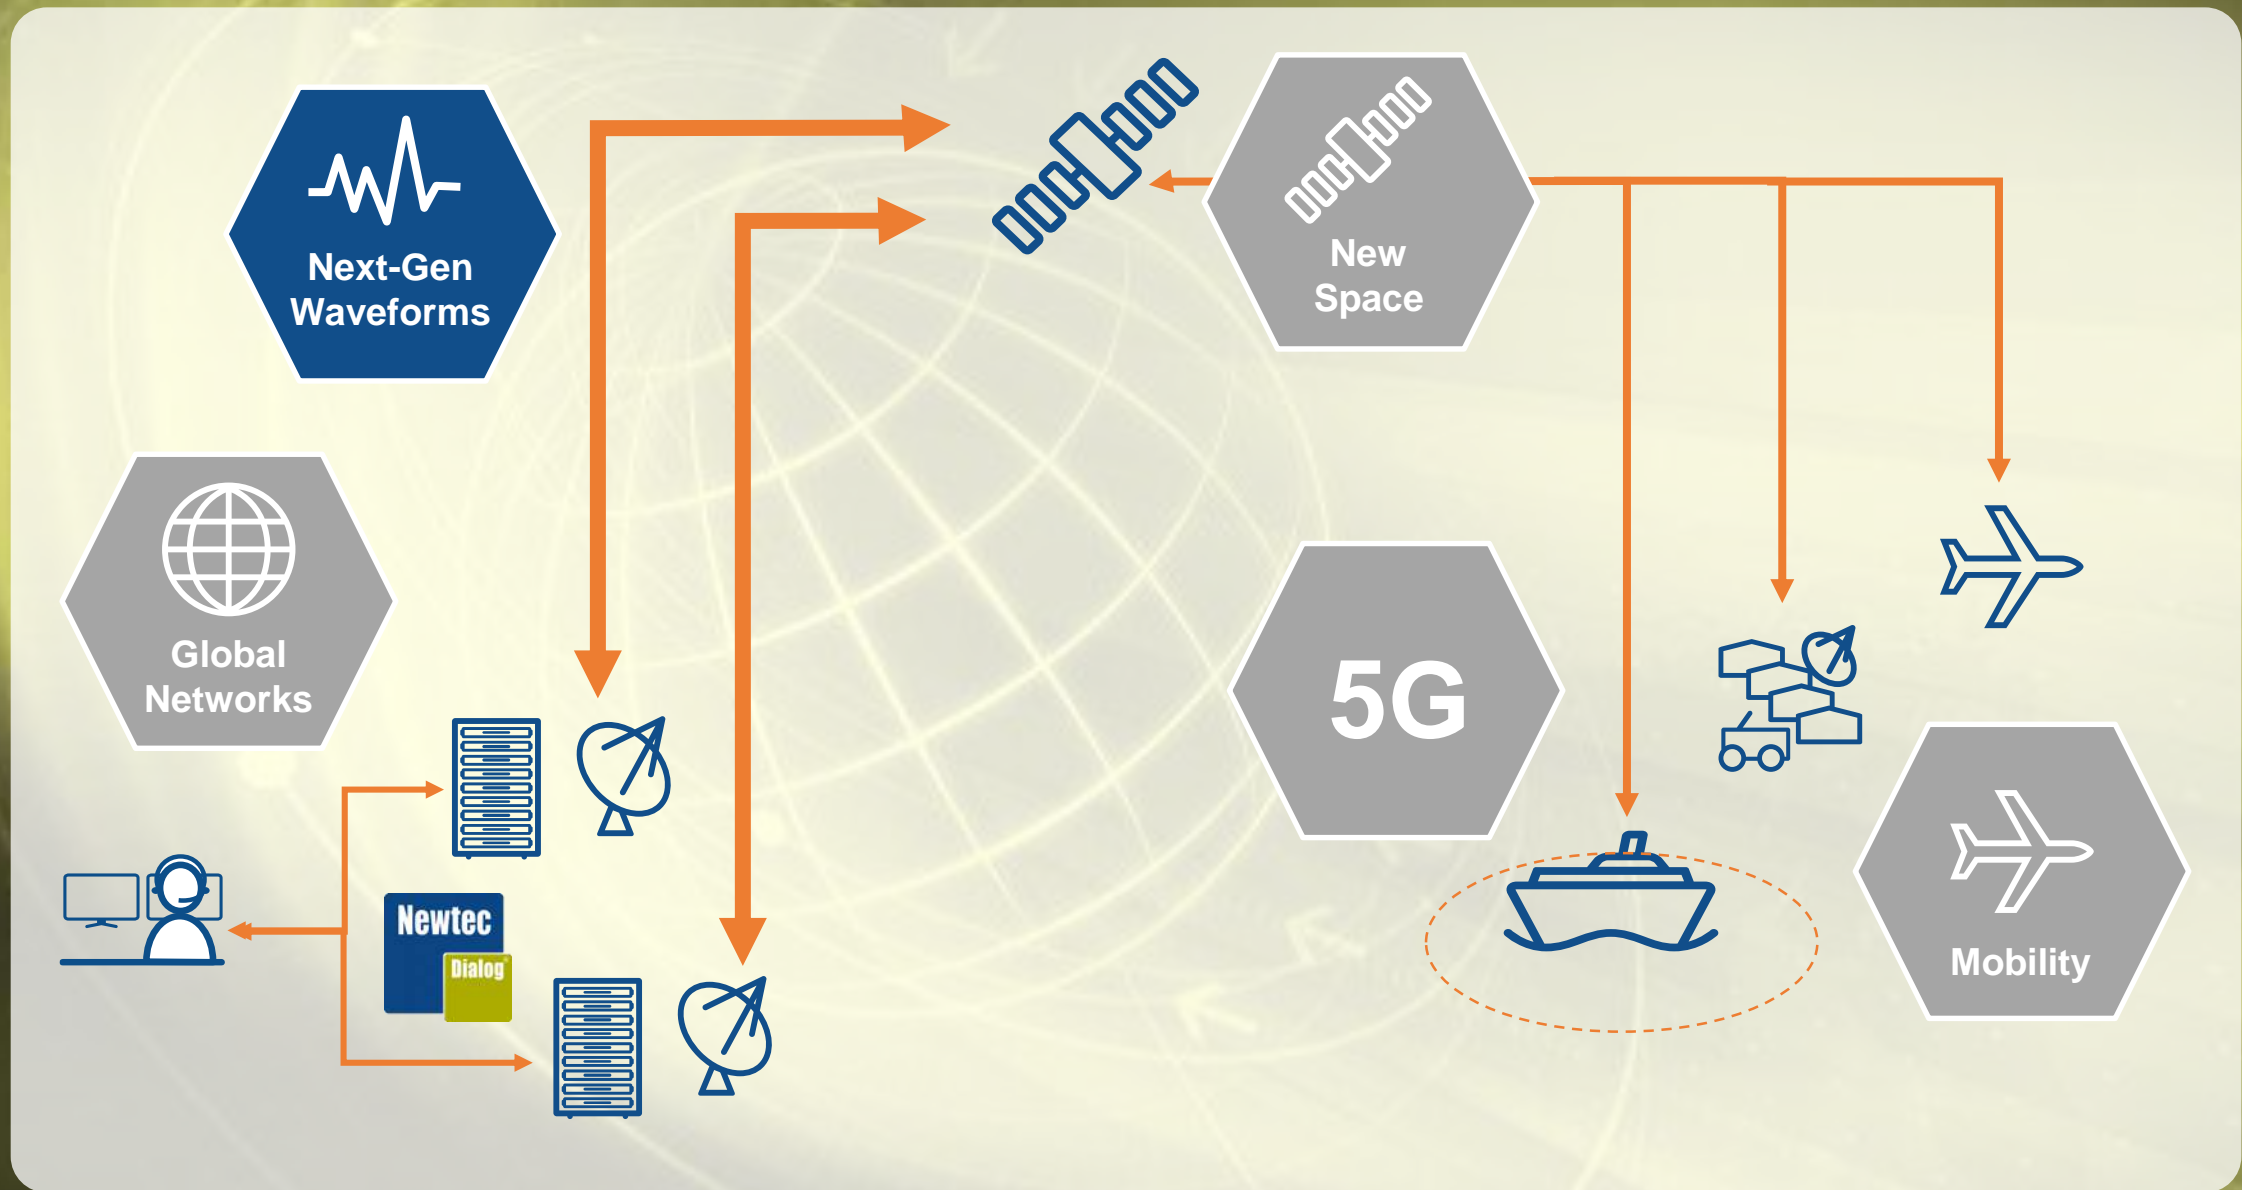 Next-Gen
Waveforms
New
Space
Global
Networks
5G
Newtec
Dialog
Mobility